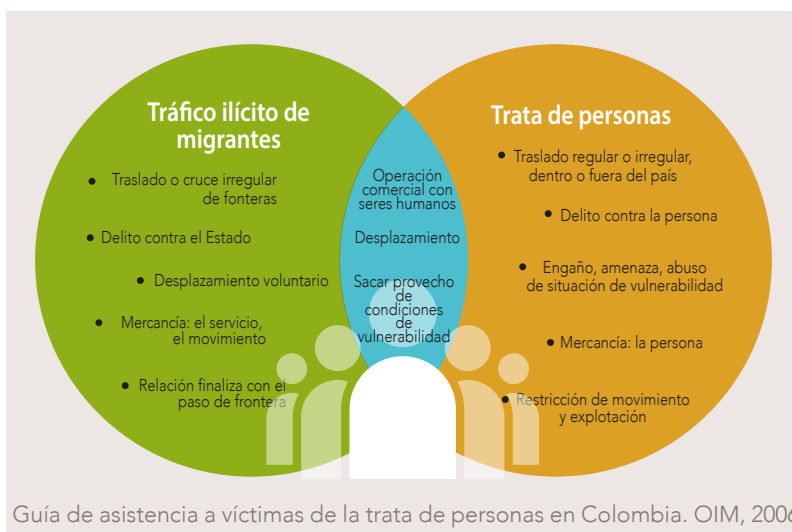 Tráfico ilícito de
migrantes
Traslado o cruce irregular
de fonteras
Delito contra el Estado
Desplazamiento voluntario
Mercancía: el servicio,
el movimiento
Relación finaliza con el
paso de frontera
Operación
comercial con
seres humanos
Desplazamiento
Sacar provecho
de
condiciones
de
vulnerabilidad
Trata de personas
Traslado regular o irregular,
dentro o fuera del país
Delito contra la persona
Engaño, amenaza, abuso
de situación de vulnerabilidad
Mercancía: la persona
Restricción de movimiento
y explotación
Guía de asistencia a víctimas de la trata de personas en Colombia. OIM, 2006